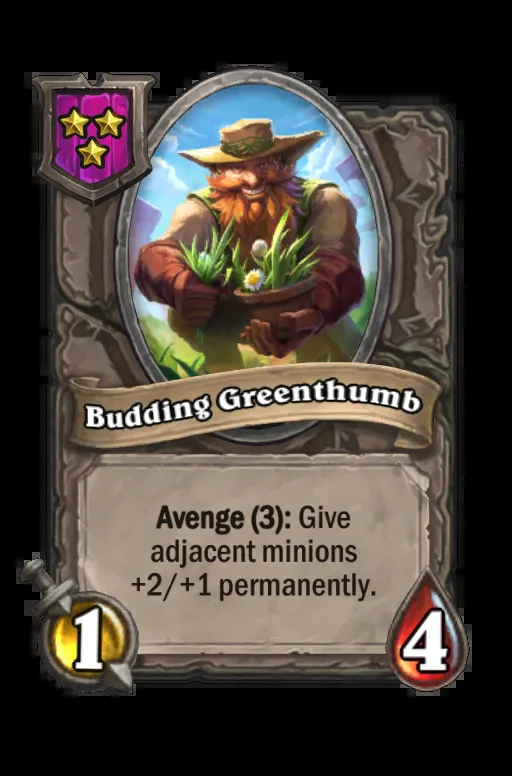 Budding Greenthumb
Avenge (3): Give
adjacent minions
+2/+1 permanently.
1
4